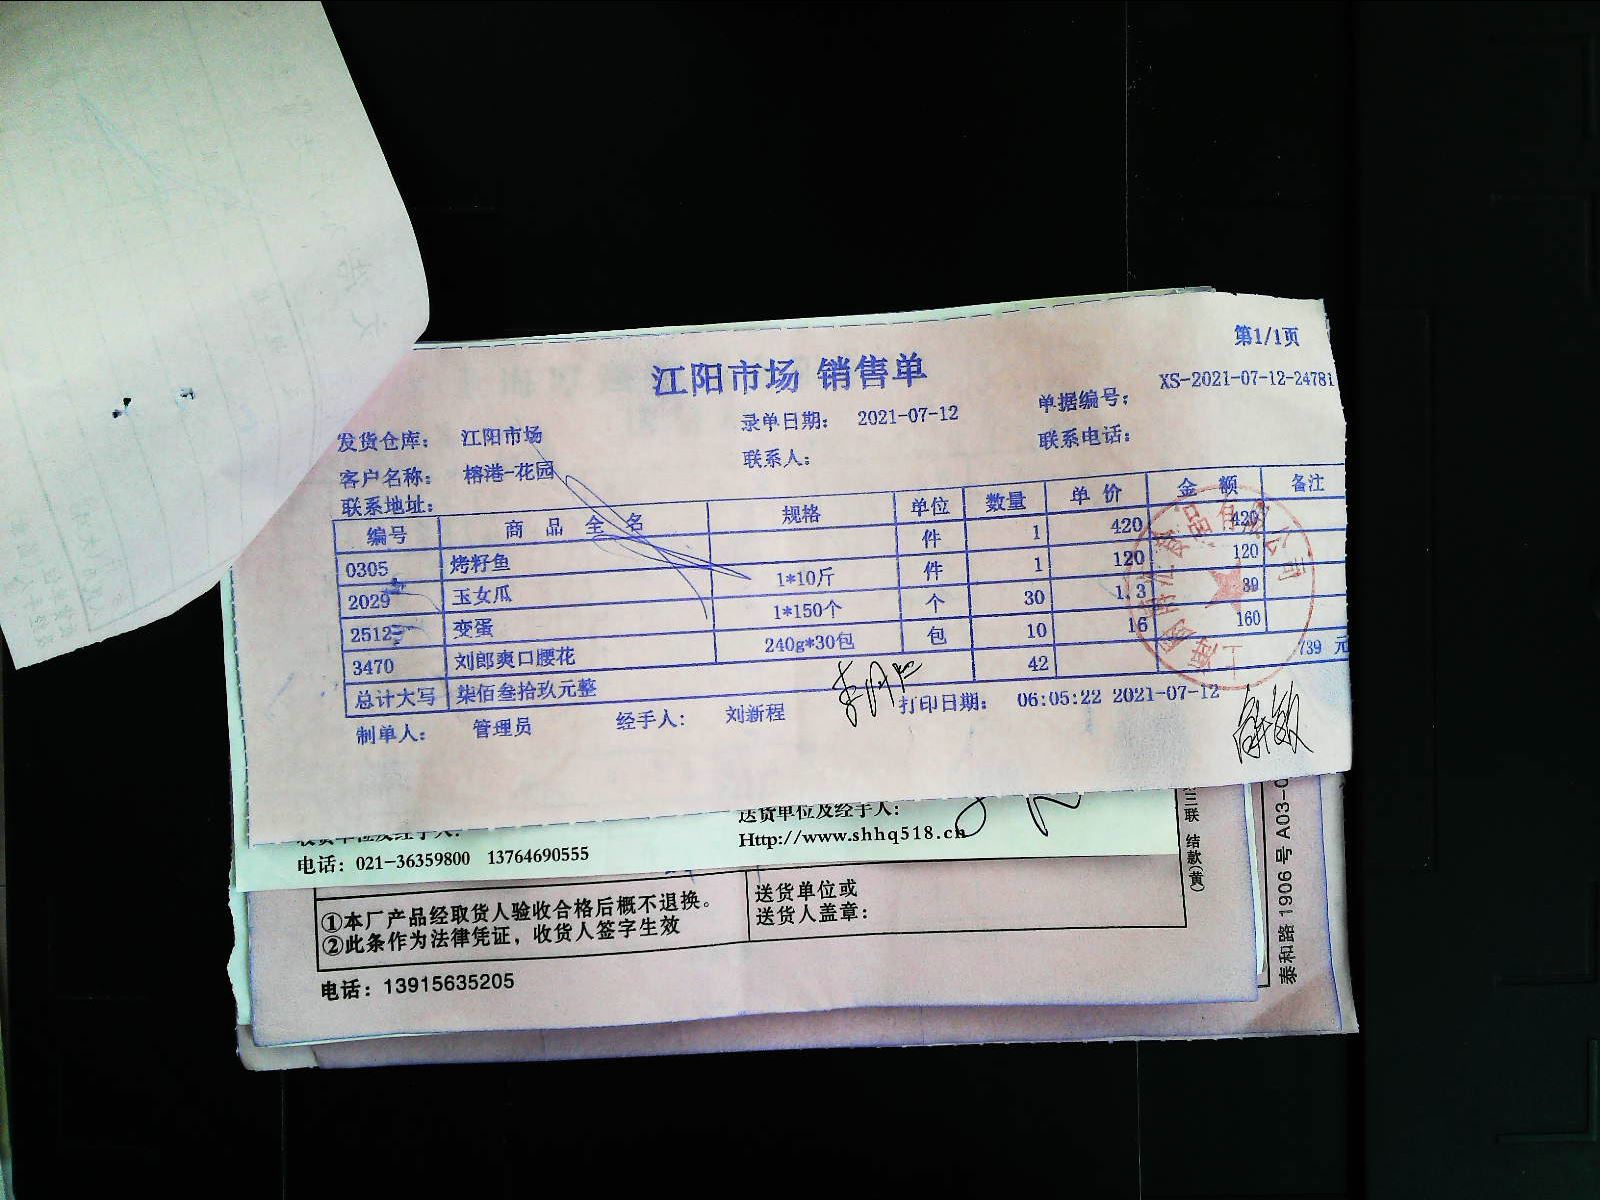 第1/1页
江阳市场 销售单
发货仓库： 江阳市场 录单日期： 2021-07-12 单据编号： XS-2021-07-12-24781
客户名称： 榕港-花园 联系人： 联系电话：
联系地址：
编号 商 品 全 名 规格 单位 数量 单 价 金 额 备注
0305 烤籽鱼 件 1 420 420
2029 玉女瓜 1*10斤 件 1 120 120
2512 变蛋 1*150个 个 30 1.3 39
3470 刘郎爽口腰花 240g*30包 包 10 16 160
总计大写 柒佰叁拾玖元整 42 739 元
制单人： 管理员 经手人： 刘新程 打印日期： 06:05:22 2021-07-12
送货单位及经手人：
收货单位及经手人：
Http://www.shhq518.cn
电话：021-36359800 13764690555
三联 结款(黄)
①本厂产品经取货人验收合格后概不退换。
②此条作为法律凭证，收货人签字生效
送货单位或
送货人盖章：
电话：13915635205
泰和路 1906 号 A03-